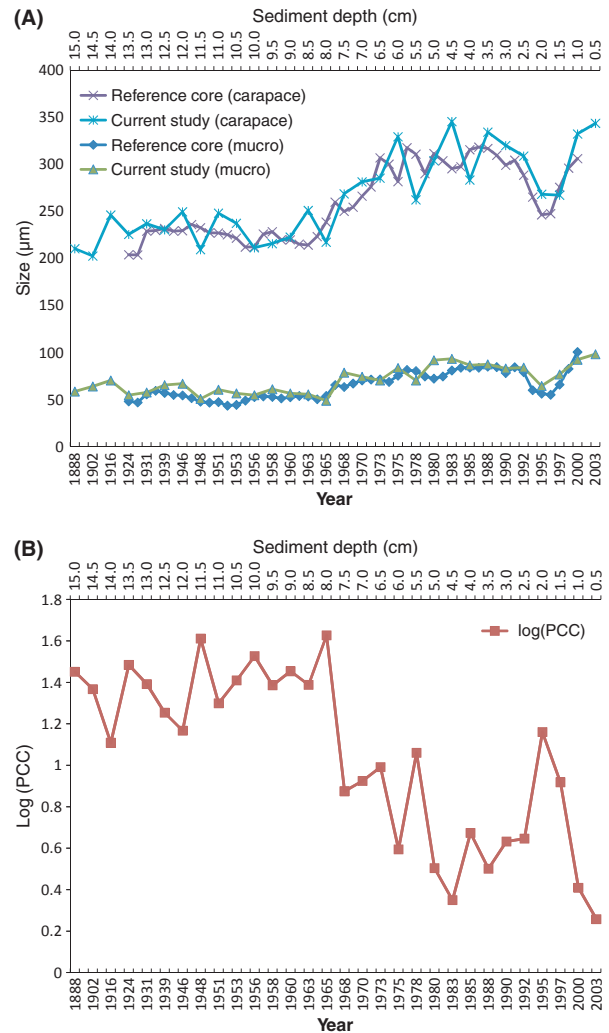 (A)
Sediment depth (cm)
15.0 14.5 14.0 13.5 13.0 12.5 12.0 11.5 11.0 10.5 10.0 9.5 9.0 8.5 8.0 7.5 7.0 6.5 6.0 5.5 5.0 4.5 4.0 3.5 3.0 2.5 2.0 1.5 1.0 0.5
400
350
300
250
200
150
100
50
0
Size (µm)
Reference core (carapace)
Current study (carapace)
Reference core (mucro)
Current study (mucro)
1888 1902 1916 1924 1931 1939 1946 1948 1951 1953 1956 1958 1960 1963 1965 1968 1970 1973 1975 1978 1980 1983 1985 1988 1990 1992 1995 1997 2000 2003
Year
(B)
Sediment depth (cm)
15.0 14.5 14.0 13.5 13.0 12.5 12.0 11.5 11.0 10.5 10.0 9.5 9.0 8.5 8.0 7.5 7.0 6.5 6.0 5.5 5.0 4.5 4.0 3.5 3.0 2.5 2.0 1.5 1.0 0.5
1.8
1.6
1.4
1.2
1
0.8
0.6
0.4
0.2
0
Log (PCC)
log(PCC)
1888 1902 1916 1924 1931 1939 1946 1948 1951 1953 1956 1958 1960 1963 1965 1968 1970 1973 1975 1978 1980 1983 1985 1988 1990 1992 1995 1997 2000 2003
Year